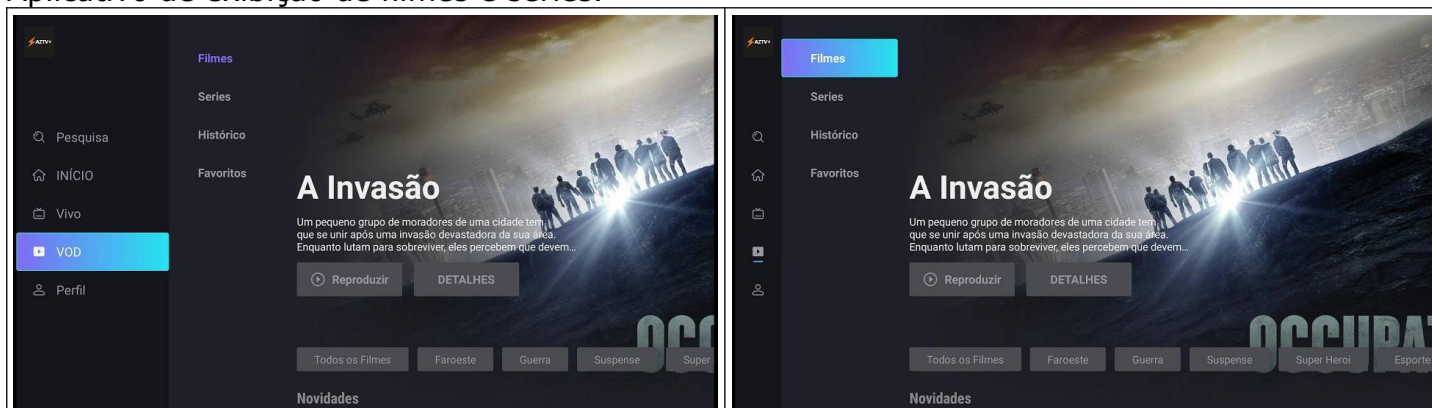 Aplicativo de exibição de filmes e séries.
AZTV+
Filmes
Series
Pesquisa
Histórico
INÍCIO
Favoritos
Vivo
VOD
Perfil
A Invasão
Um pequeno grupo de moradores de uma cidade tem
que se unir após uma invasão devastadora da sua área.
Enquanto lutam para sobreviver, eles percebem que devem...
Reproduzir
DETALHES
OCC
Todos os Filmes
Faroeste
Guerra
Suspense
Super
Novidades
AZTV+
Filmes
Series
Histórico
Favoritos
A Invasão
Um pequeno grupo de moradores de uma cidade tem
que se unir após uma invasão devastadora da sua área.
Enquanto lutam para sobreviver, eles percebem que devem...
Reproduzir
DETALHES
OCCUPAT
Todos os Filmes
Faroeste
Guerra
Suspense
Super Heroi
Esporte
Novidades